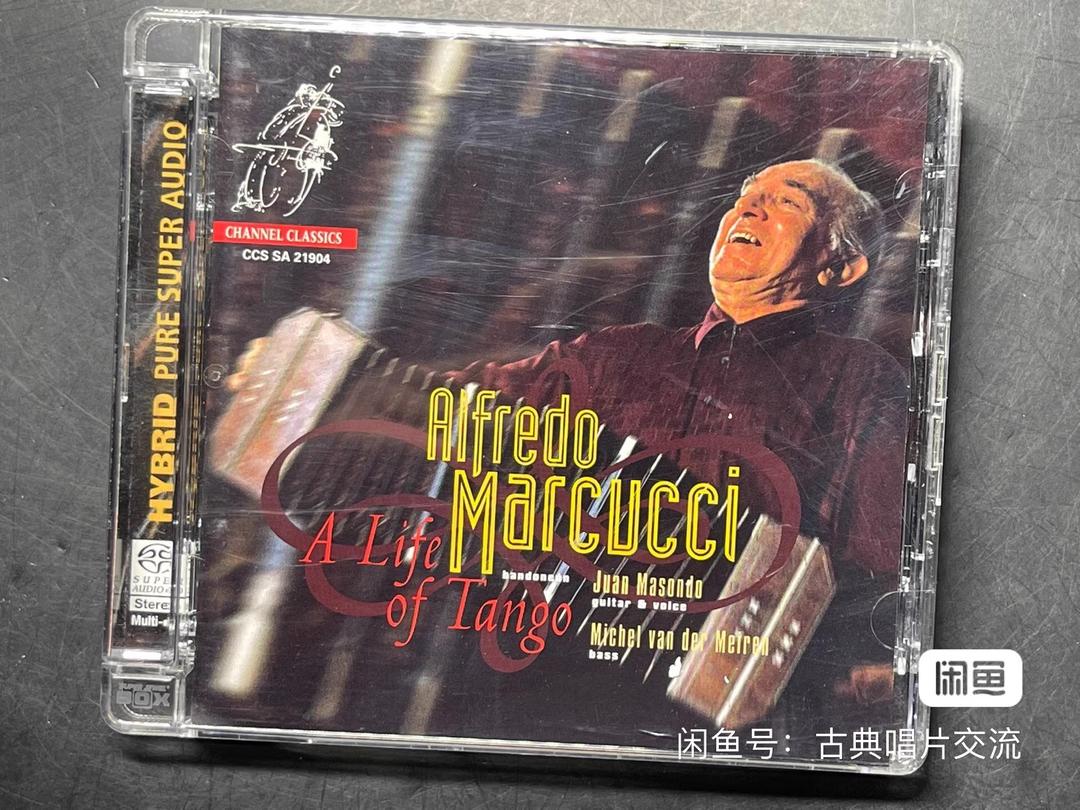 HYBRID PURE SUPER AUDIO
CHANNEL CLASSICS
CCS SA 21904
Alfredo
Marcucci
bandoneon
A Life
of Tango
Juan Masondo
guitar & voice
Michel van der Meiren
bass
SUPER
AUDIO
Multi-
闲鱼
闲鱼号：古典唱片交流